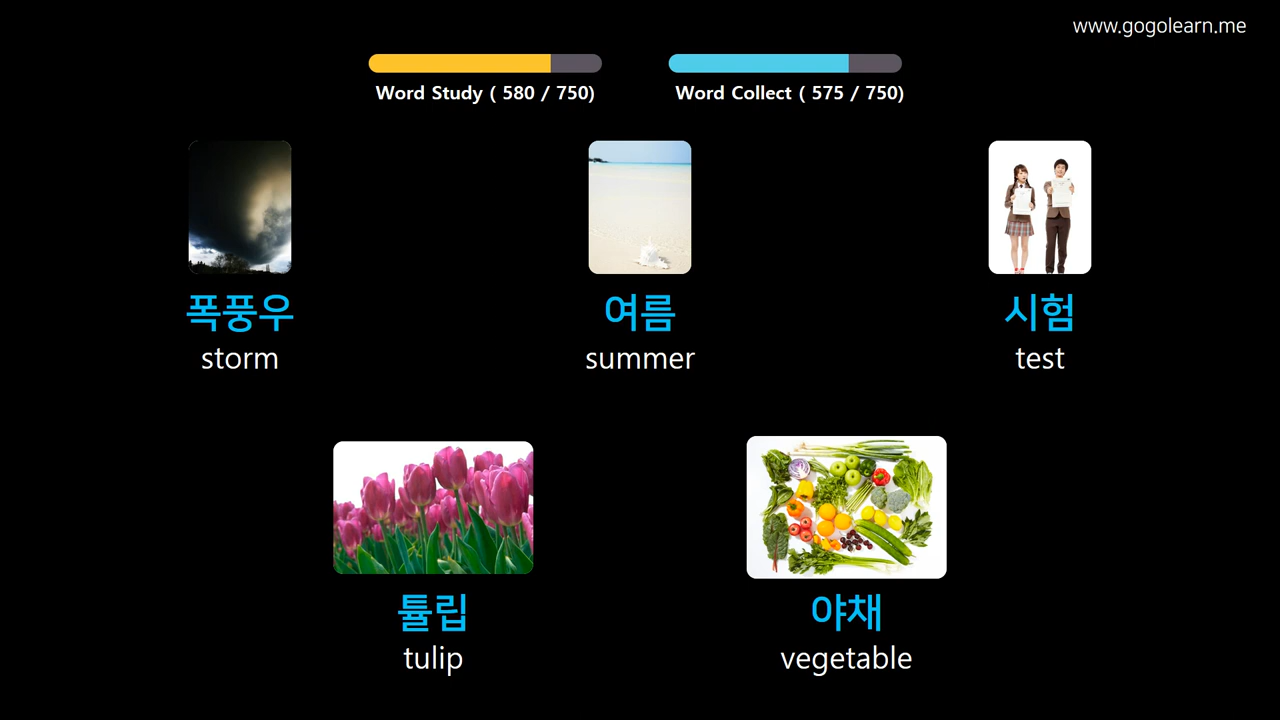 www.gogolearn.me
Word Study ( 580 / 750)
Word Collect ( 575 / 750)
폭풍우
storm
여름
summer
시험
test
튤립
tulip
야채
vegetable